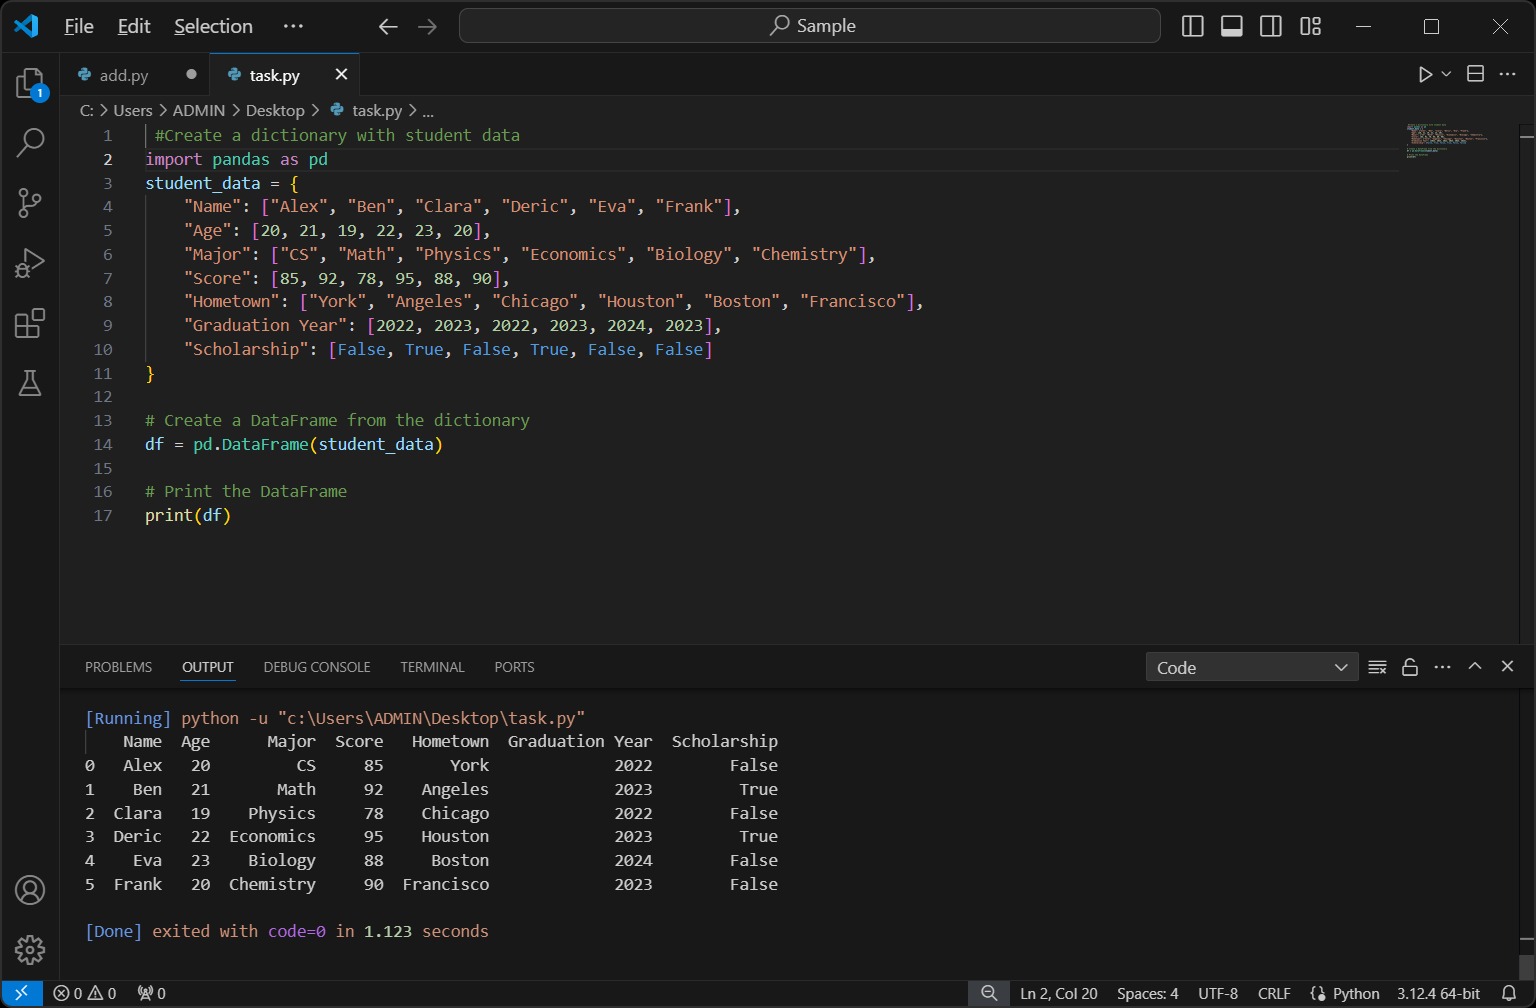 File Edit Selection ··· Sample
add.py task.py
C: > Users > ADMIN > Desktop > task.py > ...
1 #Create a dictionary with student data
2 import pandas as pd
3 student_data = {
4 "Name": ["Alex", "Ben", "Clara", "Deric", "Eva", "Frank"],
5 "Age": [20, 21, 19, 22, 23, 20],
6 "Major": ["CS", "Math", "Physics", "Economics", "Biology", "Chemistry"],
7 "Score": [85, 92, 78, 95, 88, 90],
8 "Hometown": ["York", "Angeles", "Chicago", "Houston", "Boston", "Francisco"],
9 "Graduation Year": [2022, 2023, 2022, 2023, 2024, 2023],
10 "Scholarship": [False, True, False, True, False, False]
11 }
12
13 # Create a DataFrame from the dictionary
14 df = pd.DataFrame(student_data)
15
16 # Print the DataFrame
17 print(df)
1
PROBLEMS OUTPUT DEBUG CONSOLE TERMINAL PORTS Code
[Running] python -u "c:\Users\ADMIN\Desktop\task.py"
Name Age Major Score Hometown Graduation Year Scholarship
0 Alex 20 CS 85 York 2022 False
1 Ben 21 Math 92 Angeles 2023 True
2 Clara 19 Physics 78 Chicago 2022 False
3 Deric 22 Economics 95 Houston 2023 True
4 Eva 23 Biology 88 Boston 2024 False
5 Frank 20 Chemistry 90 Francisco 2023 False
[Done] exited with code=0 in 1.123 seconds
0 0 0 Ln 2, Col 20 Spaces: 4 UTF-8 CRLF Python 3.12.4 64-bit